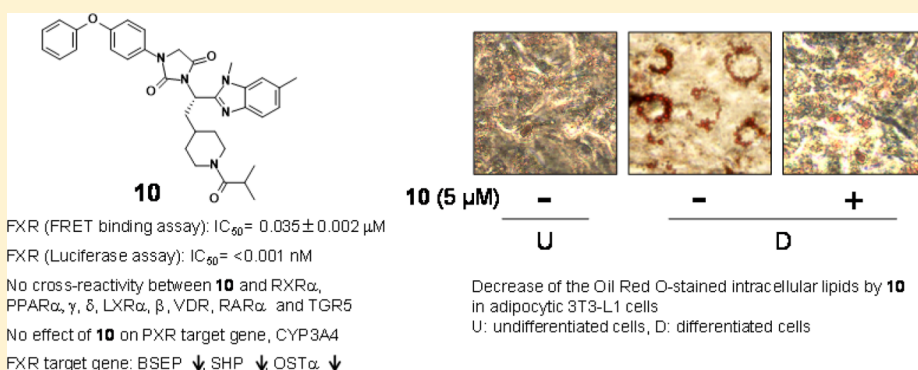 O
N
O
O
N
N
N
N
O
10
FXR (FRET binding assay): IC50= 0.035±0.002 µM
FXR (Luciferase assay): IC50= <0.001 nM
No cross-reactivity between 10 and RXRα,
PPARα, γ, δ, LXRα, β, VDR, RARα and TGR5
No effect of 10 on PXR target gene, CYP3A4
FXR target gene: BSEP ↓, SHP ↓, OSTα ↓
10 (5 µM) - - +
U D
Decrease of the Oil Red O-stained intracellular lipids by 10
in adipocytic 3T3-L1 cells
U: undifferentiated cells, D: differentiated cells